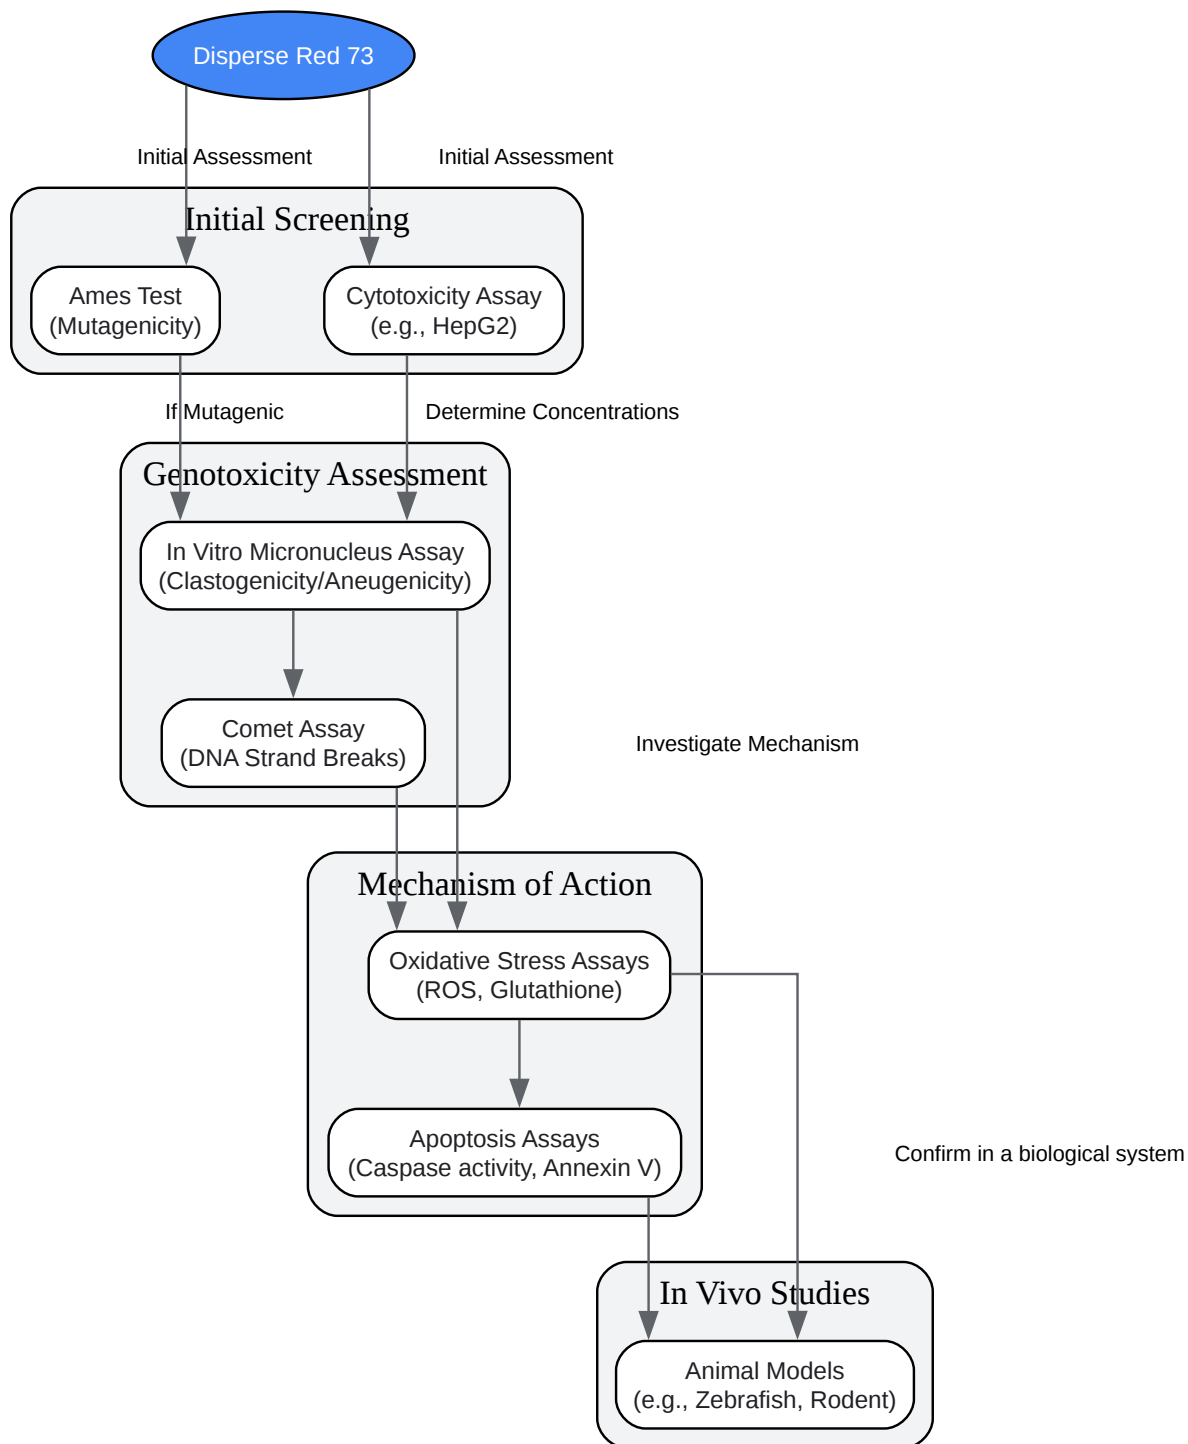 Disperse Red 73
Initial Assessment
Initial Assessment
Initial Screening
Ames Test
(Mutagenicity)
Cytotoxicity Assay
(e.g., HepG2)
If Mutagenic
Determine Concentrations
Genotoxicity Assessment
In Vitro Micronucleus Assay
(Clastogenicity/Aneugenicity)
Comet Assay
(DNA Strand Breaks)
Investigate Mechanism
Mechanism of Action
Oxidative Stress Assays
(ROS, Glutathione)
Apoptosis Assays
(Caspase activity, Annexin V)
Confirm in a biological system
In Vivo Studies
Animal Models
(e.g., Zebrafish, Rodent)